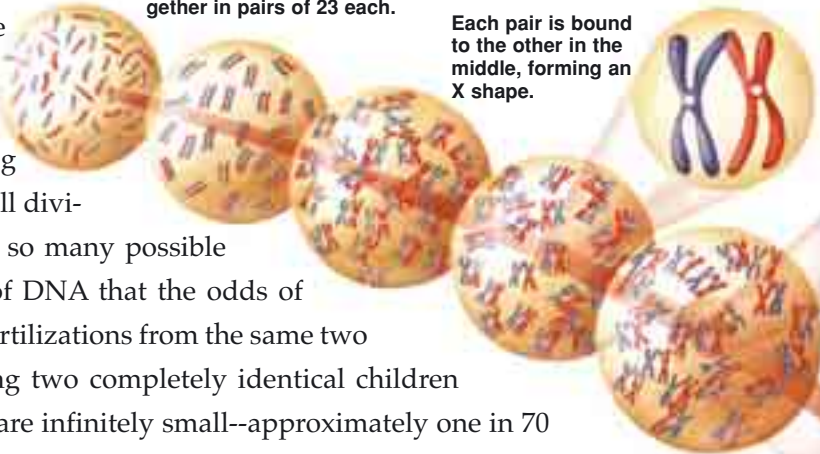 gether in pairs of 23 each.
Each pair is bound
to the other in the
middle, forming an
X shape.
e
g
ll divi-
so many possible
of DNA that the odds of
rtilizations from the same two
ng two completely identical children
are infinitely small--approximately one in 70